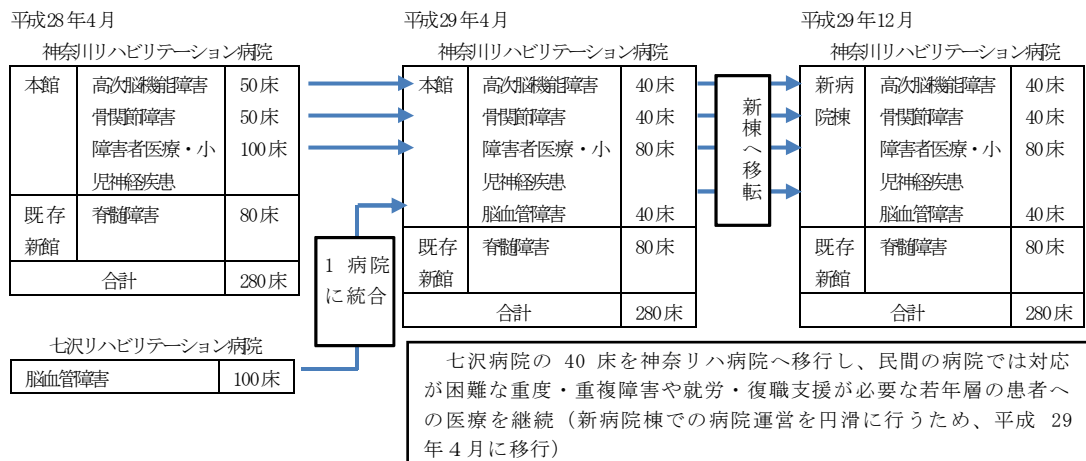 平成28年4月
神奈川リハビリテーション病院
本館 高次脳機能障害 50床
骨関節障害 50床
障害者医療・小 100床
児神経疾患
既存 脊髄障害 80床
新館
合計 280床
七沢リハビリテーション病院
脳血管障害 100床
1 病院
に統合
平成29年4月
神奈川リハビリテーション病院
本館 高次脳機能障害 40床
骨関節障害 40床
障害者医療・小 80床
児神経疾患
脳血管障害 40床
既存 脊髄障害 80床
新館
合計 280床
新棟へ移転
平成29年12月
神奈川リハビリテーション病院
新病 高次脳機能障害 40床
院棟 骨関節障害 40床
障害者医療・小 80床
児神経疾患
脳血管障害 40床
既存 脊髄障害 80床
新館
合計 280床
七沢病院の 40 床を神奈リハ病院へ移行し、民間の病院では対応
が困難な重度・重複障害や就労・復職支援が必要な若年層の患者へ
の医療を継続（新病院棟での病院運営を円滑に行うため、平成 29
年4月に移行）